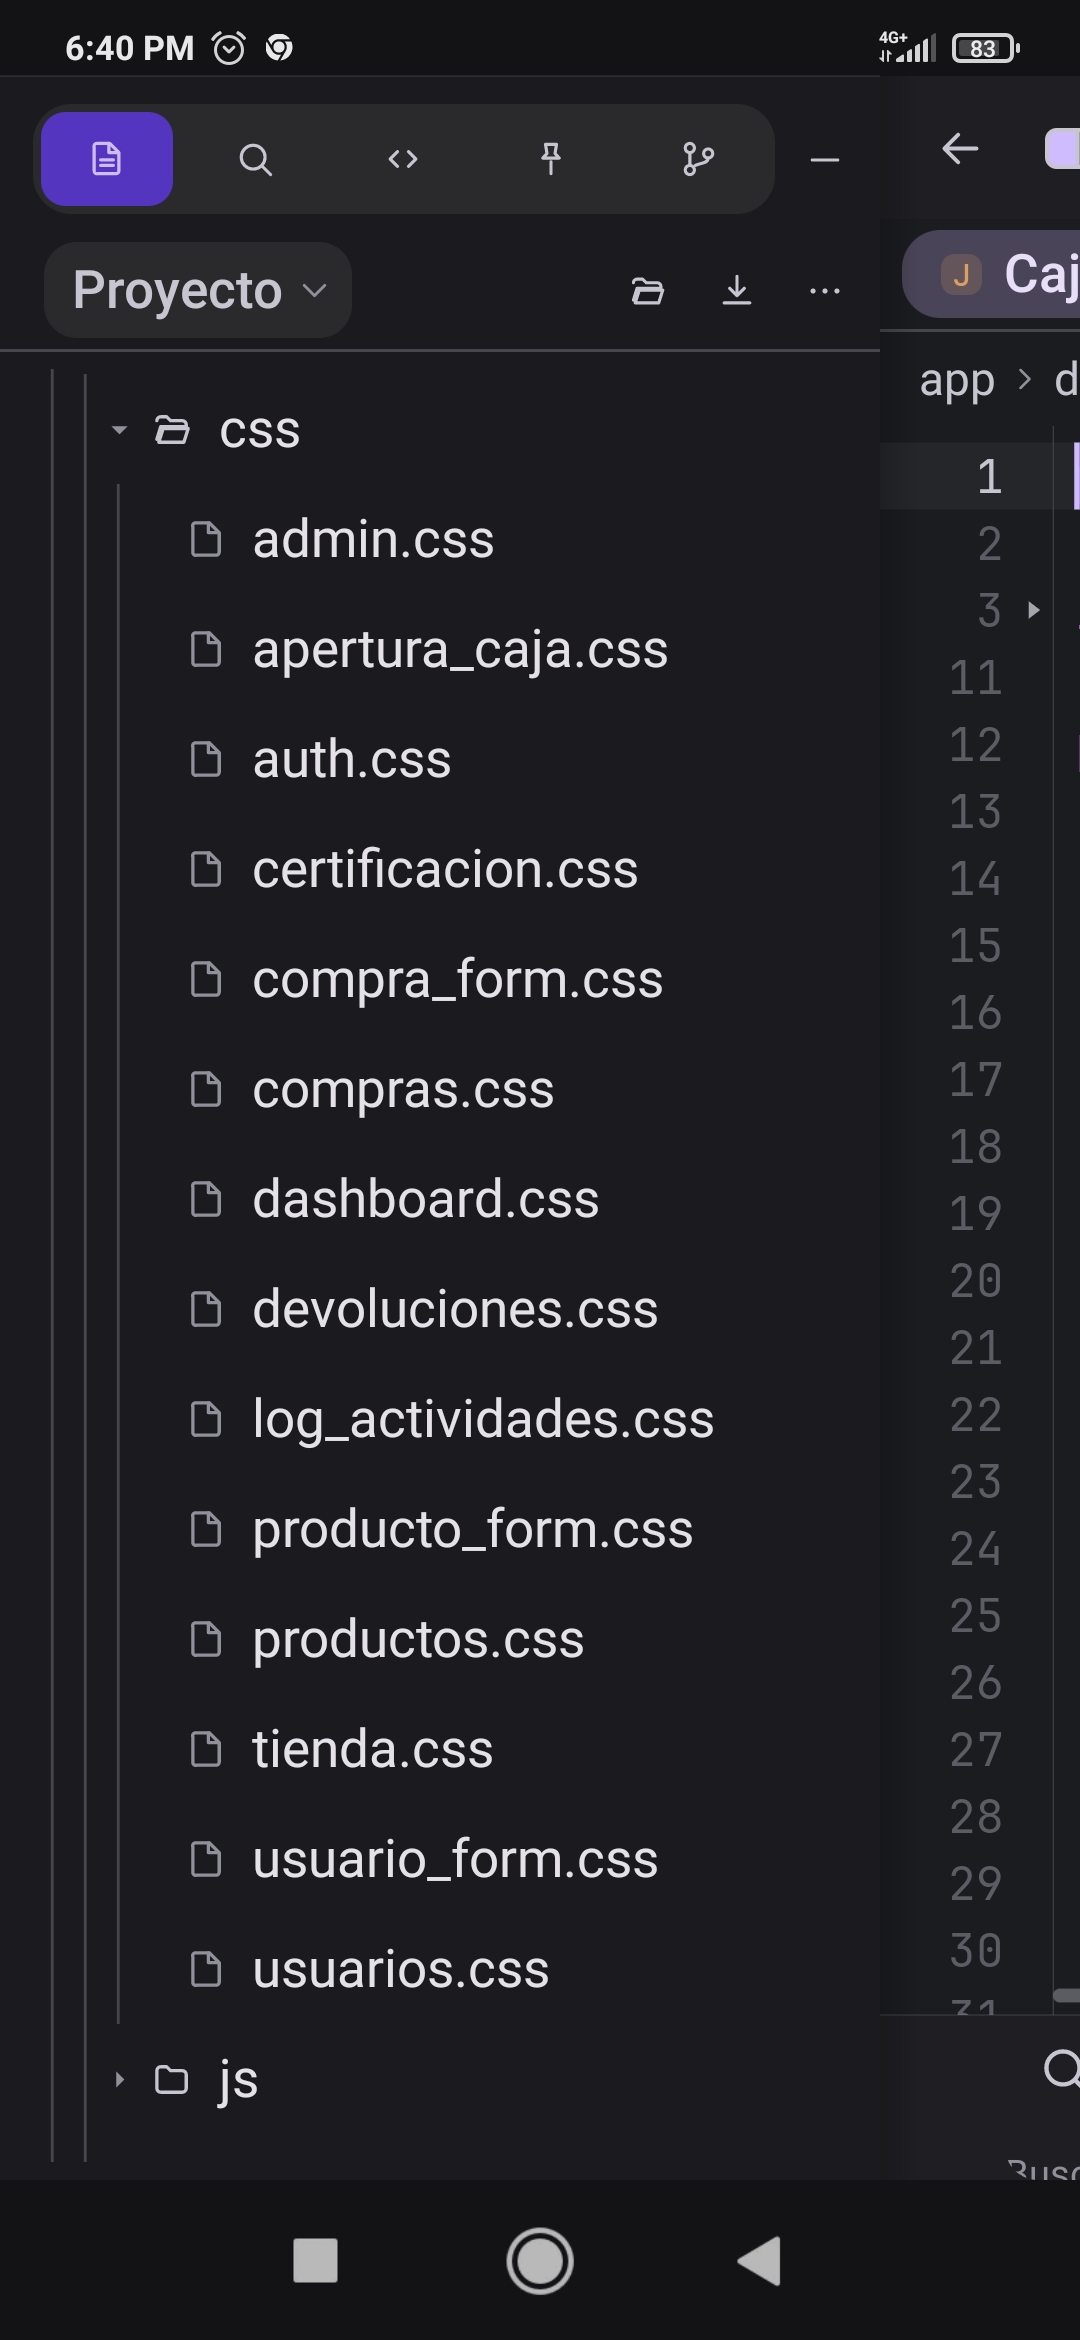 6:40 PM
4G+
83
Proyecto
css
admin.css
apertura_caja.css
auth.css
certificacion.css
compra_form.css
compras.css
dashboard.css
devoluciones.css
log_actividades.css
producto_form.css
productos.css
tienda.css
usuario_form.css
usuarios.css
js
J Caj
app > d
1
2
3
11
12
13
14
15
16
17
18
19
20
21
22
23
24
25
26
27
28
29
30
31
Busc